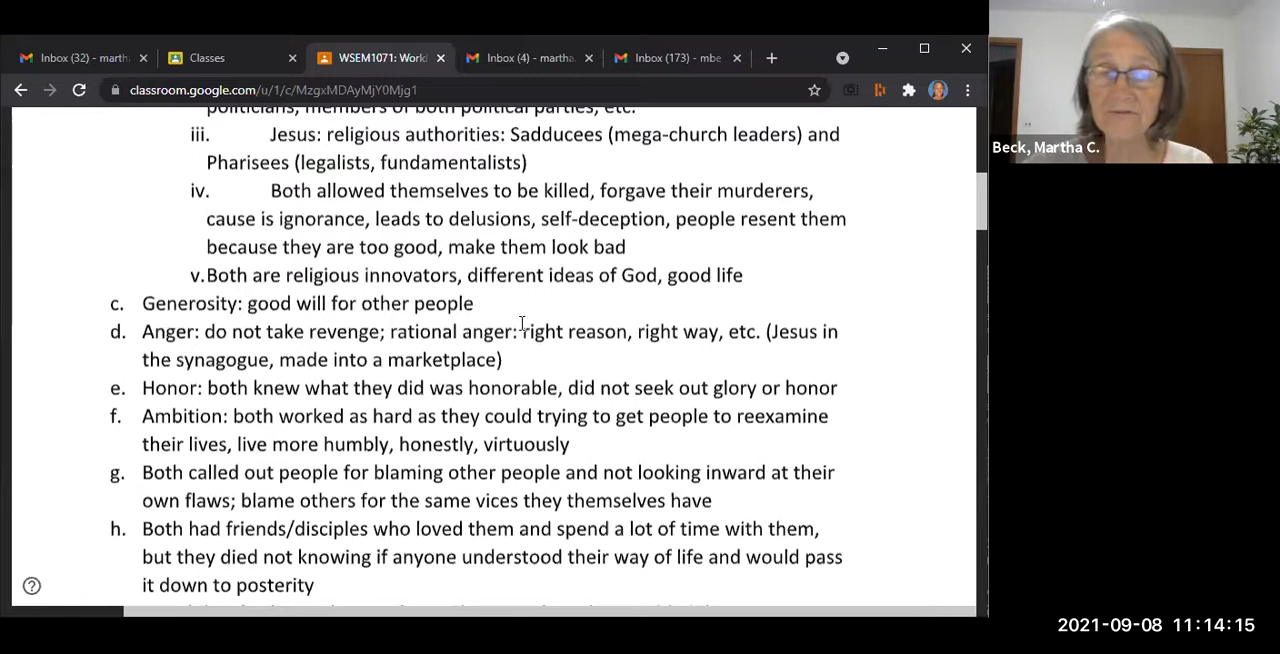 Inbox (32) - marth
Classes
WSEM1071: World
Inbox (4) - martha.
Inbox (173) - mbe
classroom.google.com/u/1/c/MzgxMDAyMjY0Mjg1
politicians, members of both political parties, etc.
iii. Jesus: religious authorities: Sadducees (mega-church leaders) and
Pharisees (legalists, fundamentalists)
iv. Both allowed themselves to be killed, forgave their murderers,
cause is ignorance, leads to delusions, self-deception, people resent them
because they are too good, make them look bad
v. Both are religious innovators, different ideas of God, good life
c. Generosity: good will for other people
d. Anger: do not take revenge; rational anger: right reason, right way, etc. (Jesus in
the synagogue, made into a marketplace)
e. Honor: both knew what they did was honorable, did not seek out glory or honor
f. Ambition: both worked as hard as they could trying to get people to reexamine
their lives, live more humbly, honestly, virtuously
g. Both called out people for blaming other people and not looking inward at their
own flaws; blame others for the same vices they themselves have
h. Both had friends/disciples who loved them and spend a lot of time with them,
but they died not knowing if anyone understood their way of life and would pass
it down to posterity
Beck, Martha C.
2021-09-08 11:14:15